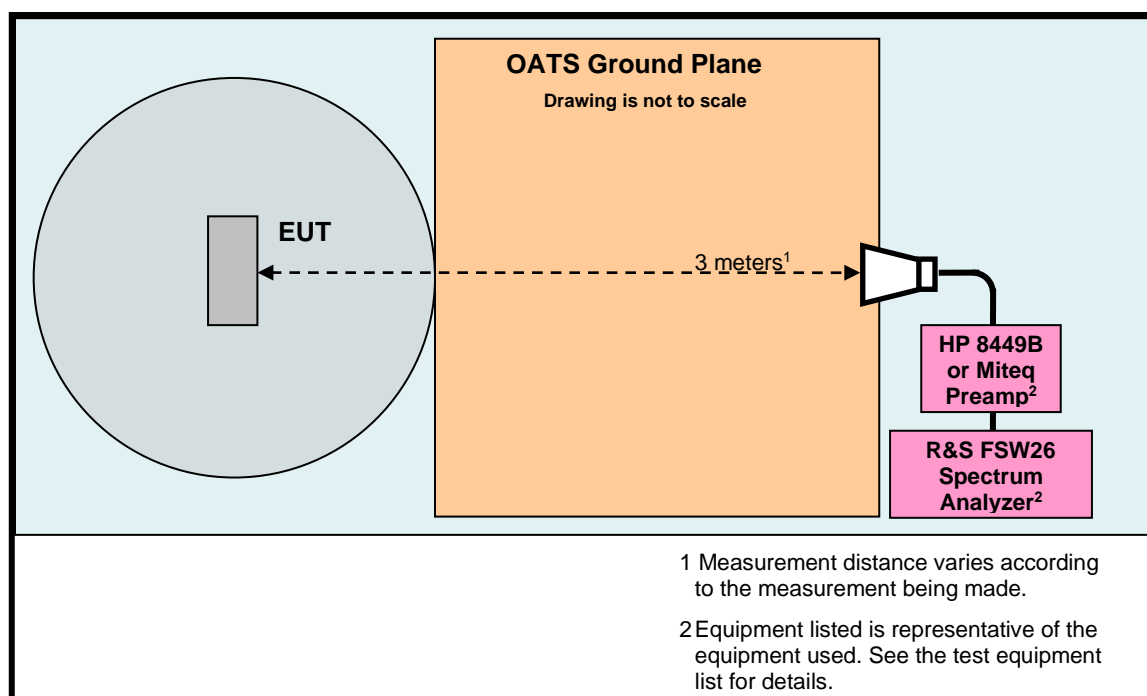 OATS Ground Plane
Drawing is not to scale
EUT
3 meters¹
HP 8449B
or Miteq
Preamp²
R&S FSW26
Spectrum
Analyzer²
1 Measurement distance varies according
to the measurement being made.
2 Equipment listed is representative of the
equipment used. See the test equipment
list for details.